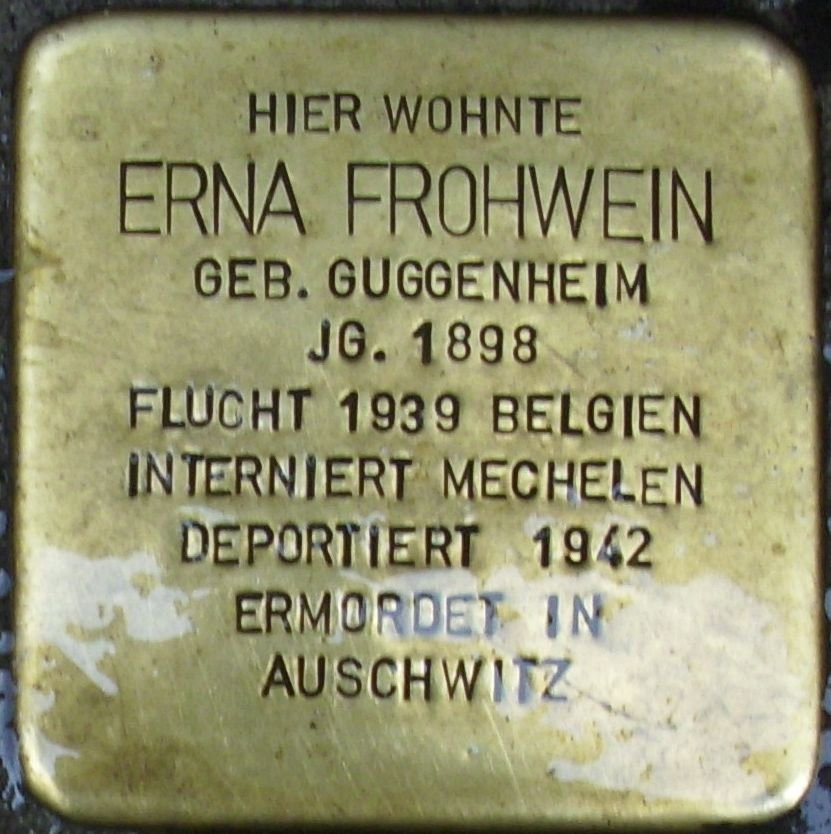 HIER WOHNTE
ERNA FROHWEIN
GEB. GUGGENHEIM
JG. 1898
FLUCHT 1939 BELGIEN
INTERNIERT MECHELEN
DEPORTIERT 1942
ERMORDET IN
AUSCHWITZ